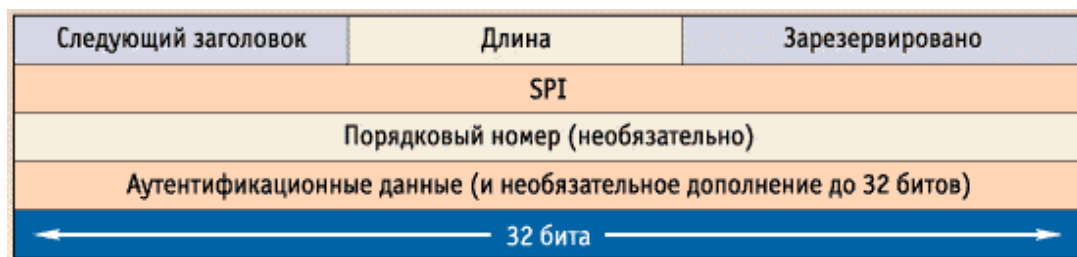 Следующий заголовок Длина Зарезервировано
SPI
Порядковый номер (необязательно)
Аутентификационные данные (и необязательное дополнение до 32 битов)
32 бита